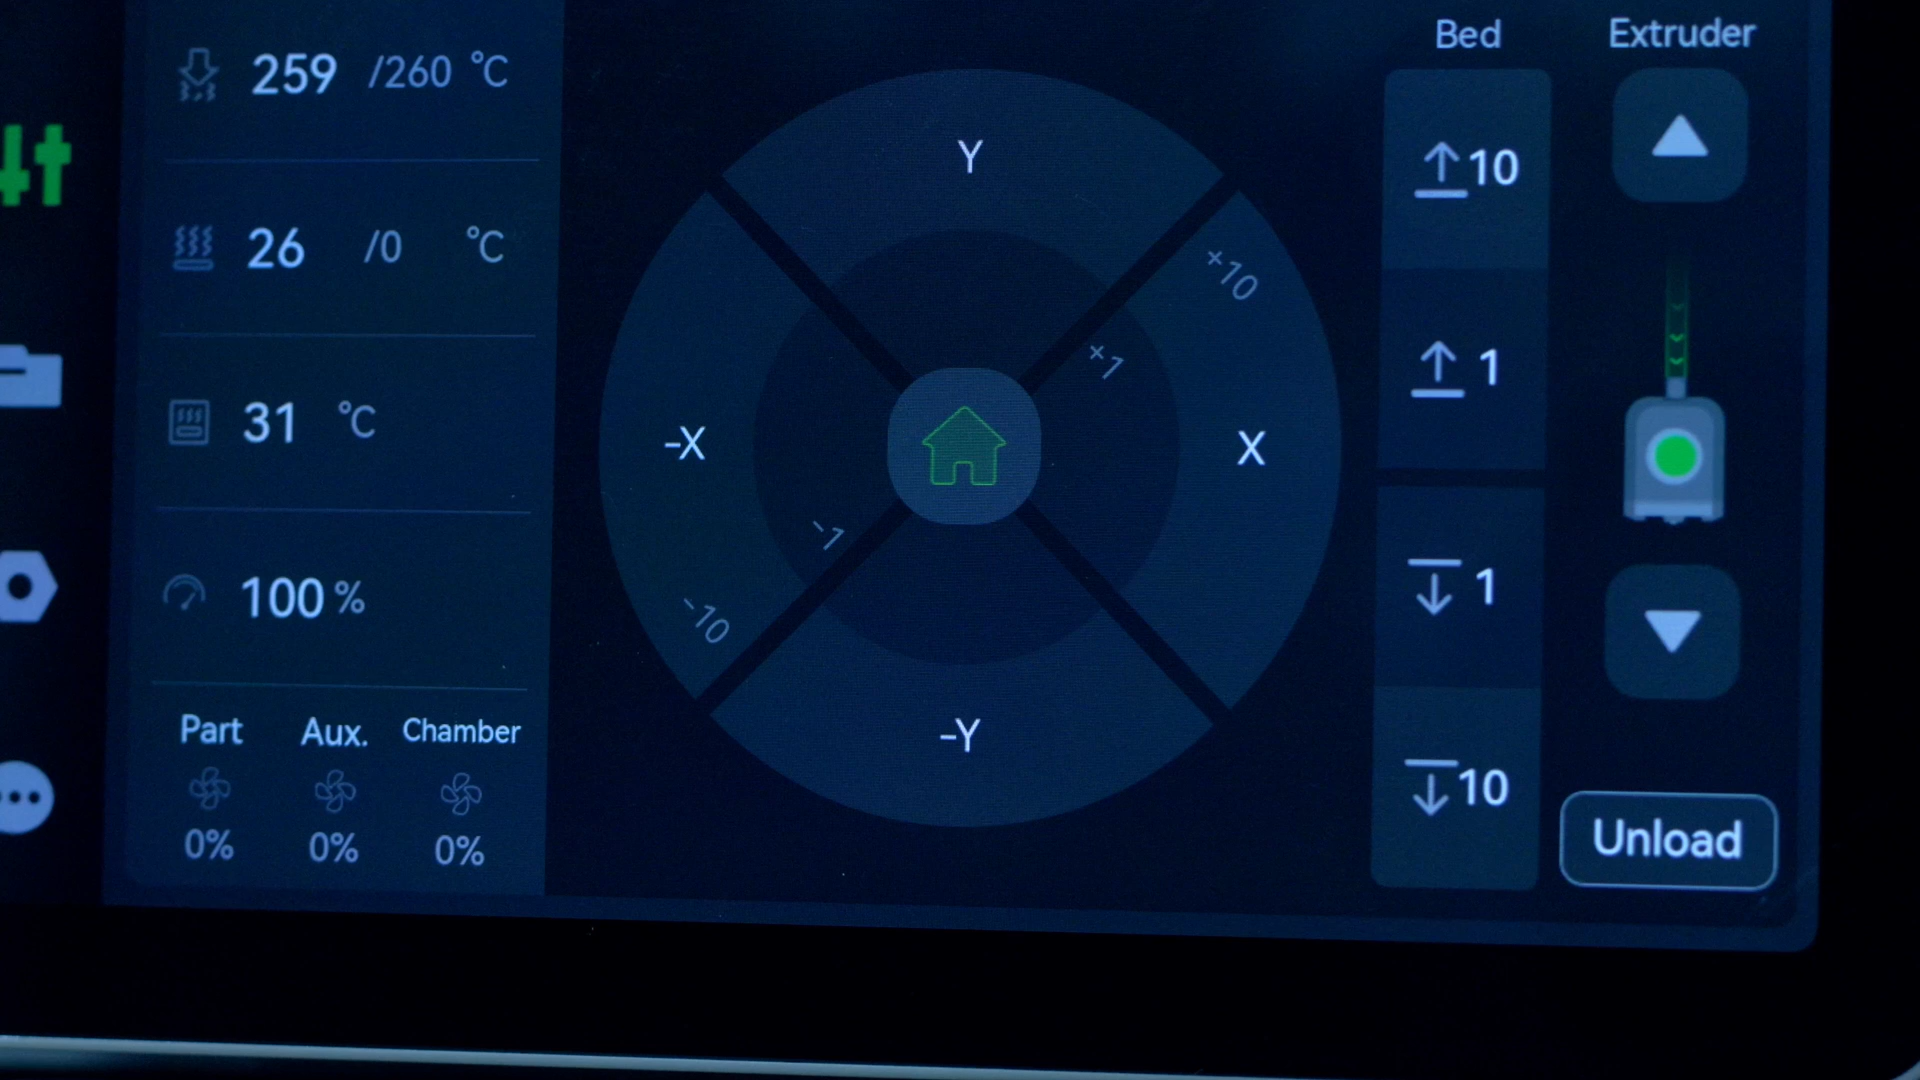 259 /260 °C
26 /0 °C
31 °C
100 %
Part Aux. Chamber
0% 0% 0%
Y
+10
+1
-X
X
-1
-10
-Y
Bed
10
1
1
10
Extruder
Unload